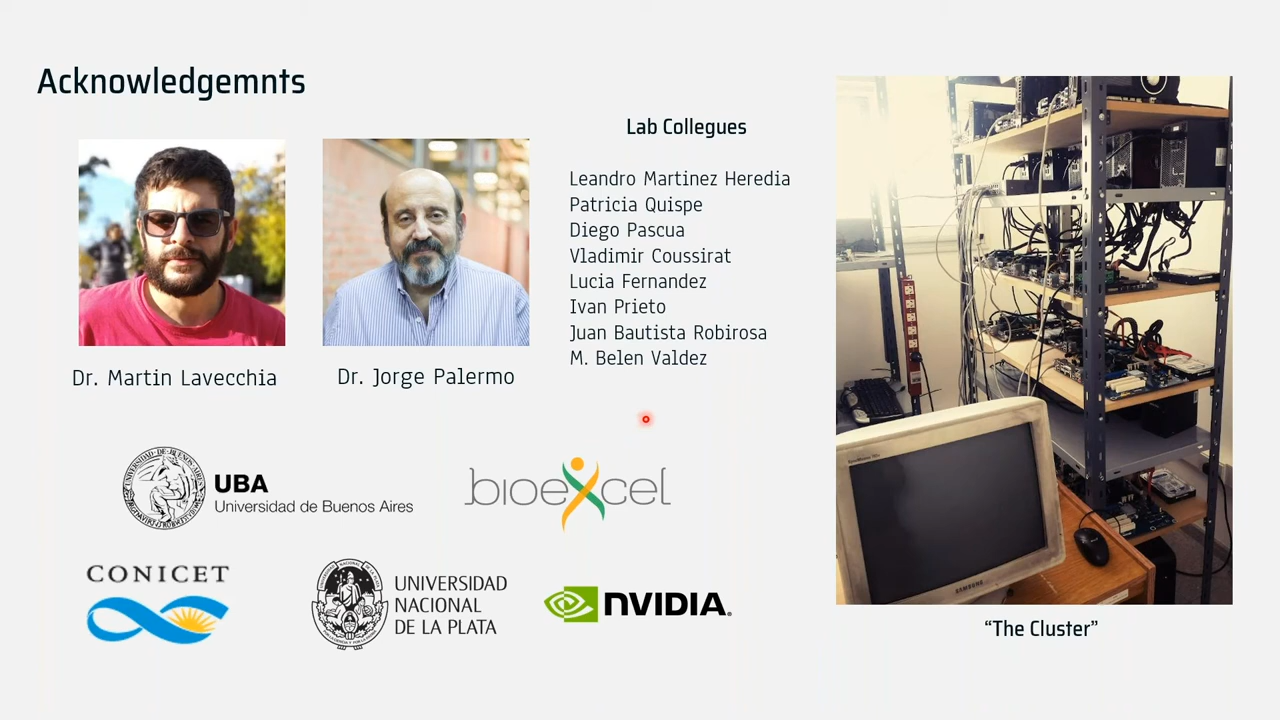 Acknowledgemnts
Dr. Martin Lavecchia
Dr. Jorge Palermo
Lab Collegues
Leandro Martinez Heredia
Patricia Quispe
Diego Pascua
Vladimir Coussirat
Lucia Fernandez
Ivan Prieto
Juan Bautista Robirosa
M. Belen Valdez
UBA
Universidad de Buenos Aires
bioexcel
CONICET
UNIVERSIDAD
NACIONAL
DE LA PLATA
NVIDIA.
SAMSUNG
“The Cluster”